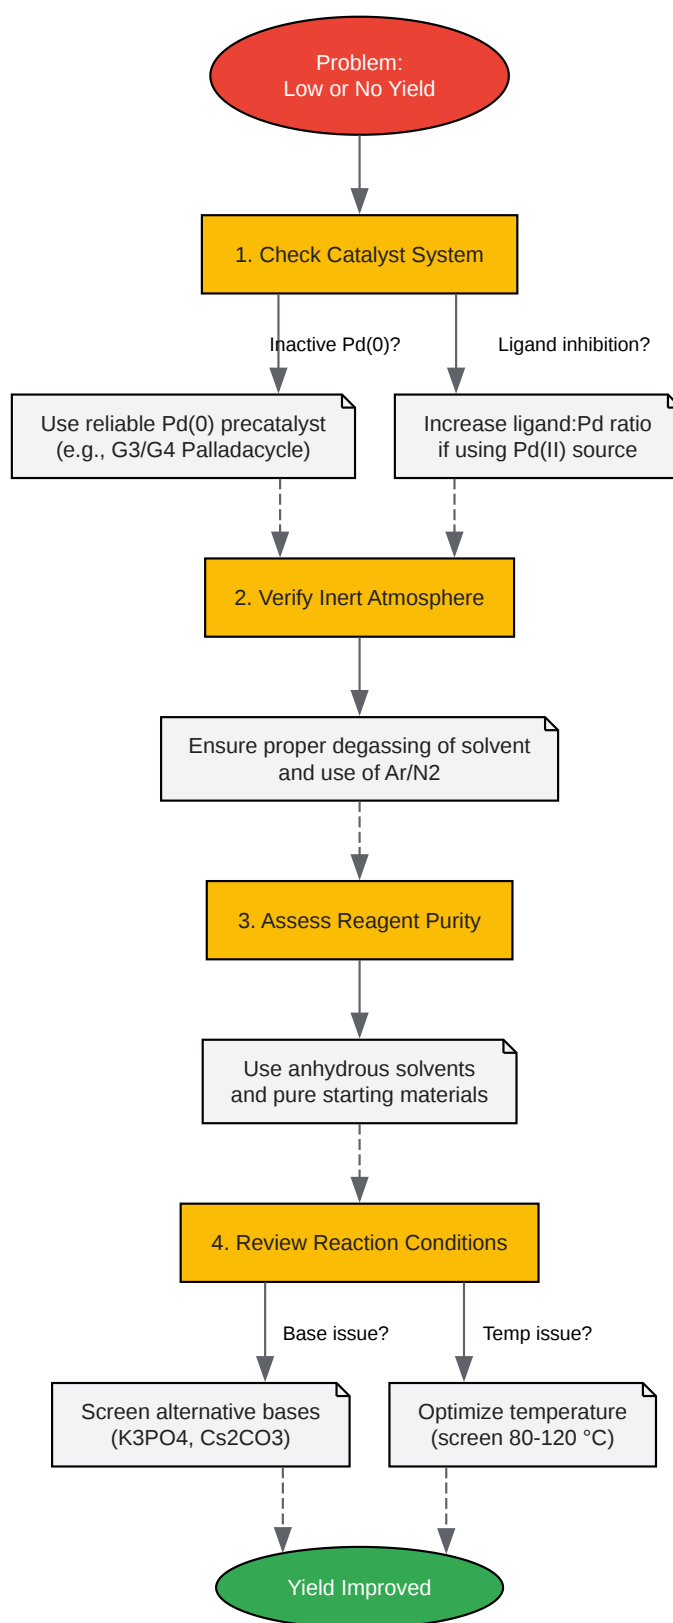 Problem:
Low or No Yield
1. Check Catalyst System
Inactive Pd(0)?
Ligand inhibition?
Use reliable Pd(0) precatalyst
(e.g., G3/G4 Palladacycle)
Increase ligand:Pd ratio
if using Pd(II) source
2. Verify Inert Atmosphere
Ensure proper degassing of solvent
and use of Ar/N2
3. Assess Reagent Purity
Use anhydrous solvents
and pure starting materials
4. Review Reaction Conditions
Base issue?
Temp issue?
Screen alternative bases
(K3PO4, Cs2CO3)
Optimize temperature
(screen 80-120 °C)
Yield Improved